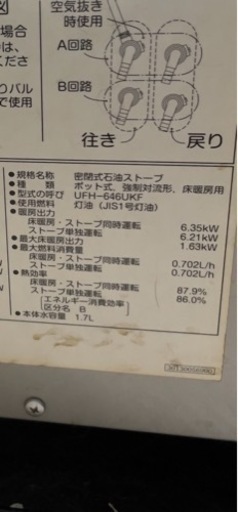 図
空気抜き
時使用
場合
A回路
は、
くださ
B回路
りバル
で使用
往き
戻り
●規格名称 密閉式石油ストーブ
●種類 ポット式、強制対流形、床暖房用
●型式の呼び UFH-646UKF
●使用燃料 灯油 (JIS1号灯油)
●暖房出力
床暖房・ストーブ同時運転 6.35kW
ストーブ単独運転 6.21kW
●最大床暖房出力 1.63kW
●最大燃料消費量
床暖房・ストーブ同時運転 0.702L/h
ストーブ単独運転 0.702L/h
●熱効率
床暖房・ストーブ同時運転 87.9%
ストーブ単独運転 86.0%
[エネルギー消費効率]
区分名 B
●本体水容量 1.7L